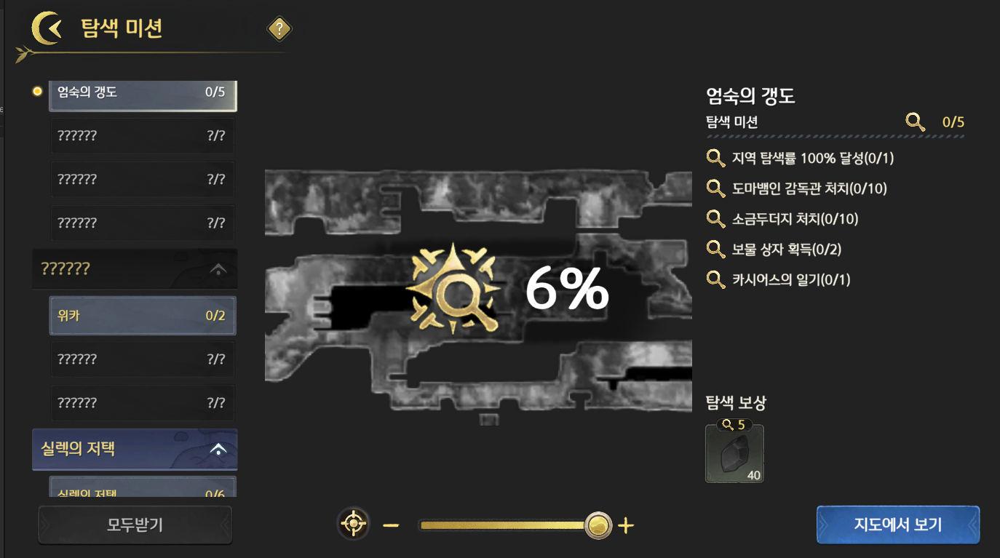 탐색 미션
?
엄숙의 갱도 0/5
?????? ?/?
?????? ?/?
?????? ?/?
??????
위카 0/2
?????? ?/?
?????? ?/?
실렉의 저택
실렉의 저택 0/6
모두받기
6%
엄숙의 갱도
탐색 미션 0/5
지역 탐색률 100% 달성(0/1)
도마뱀인 감독관 처치(0/10)
소금두더지 처치(0/10)
보물 상자 획득(0/2)
카시어스의 일기(0/1)
탐색 보상
5
40
지도에서 보기